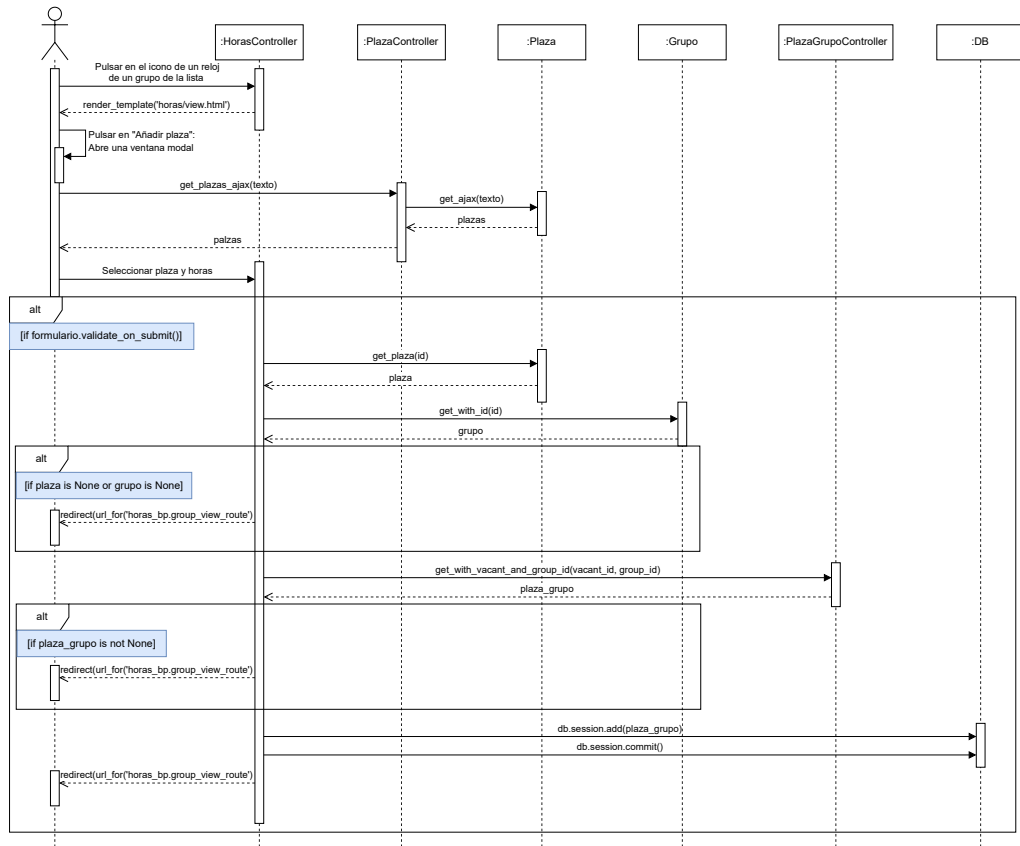 :HorasController
:PlazaController
:Plaza
:Grupo
:PlazaGrupoController
:DB
Pulsar en el icono de un reloj
de un grupo de la lista
render_template('horas/view.html')
Pulsar en "Añadir plaza":
Abre una ventana modal
get_plazas_ajax(texto)
get_ajax(texto)
plazas
palzas
Seleccionar plaza y horas
alt
[if formulario.validate_on_submit()]
get_plaza(id)
plaza
get_with_id(id)
grupo
alt
[if plaza is None or grupo is None]
redirect(url_for('horas_bp.group_view_route')
get_with_vacant_and_group_id(vacant_id, group_id)
plaza_grupo
alt
[if plaza_grupo is not None]
redirect(url_for('horas_bp.group_view_route')
db.session.add(plaza_grupo)
db.session.commit()
redirect(url_for('horas_bp.group_view_route')